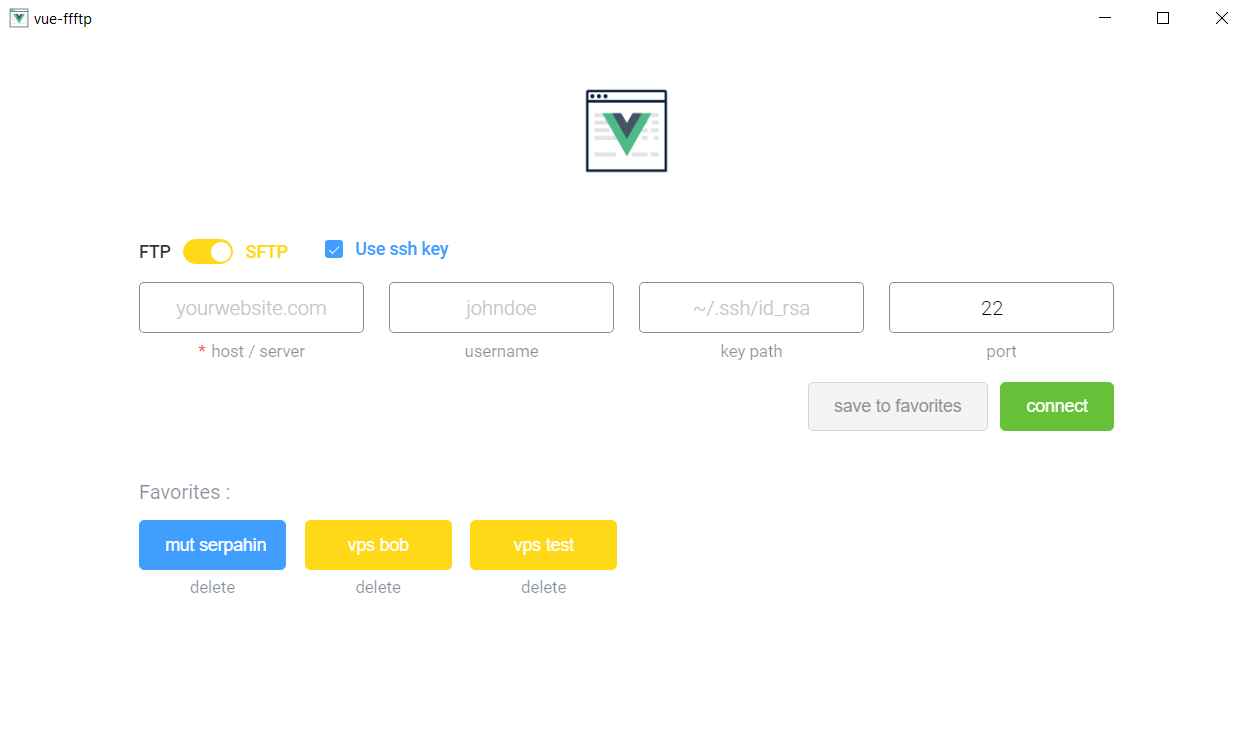 vue-ffftp
FTP SFTP Use ssh key
yourwebsite.com johndoe ~/.ssh/id_rsa 22
* host / server username key path port
save to favorites connect
Favorites :
mut serpahin vps bob vps test
delete delete delete